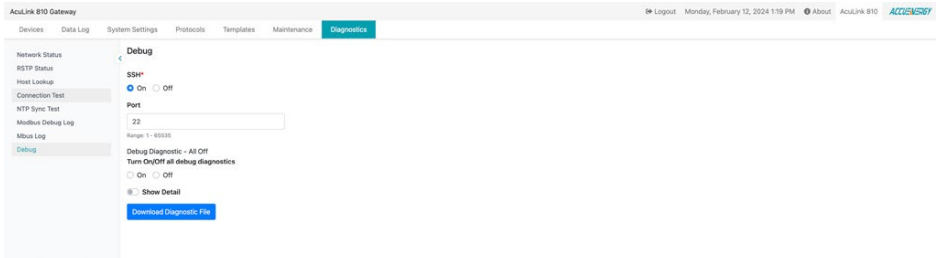 AcuLink 810 Gateway
Logout Monday, February 12, 2024 1:19 PM About AcuLink 810 ACCUENERGY
Devices Data Log System Settings Protocols Templates Maintenance Diagnostics
Network Status
RSTP Status
Host Lookup
Connection Test
NTP Sync Test
Modbus Debug Log
Mbus Log
Debug
Debug
SSH*
On Off
Port
22
Range: 1 - 65535
Debug Diagnostic - All Off
Turn On/Off all debug diagnostics
On Off
Show Detail
Download Diagnostic File